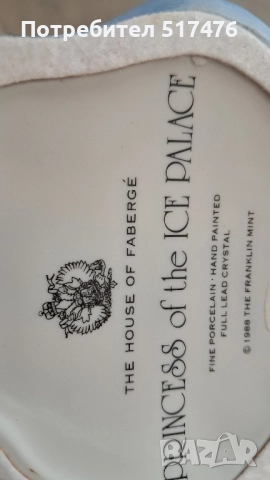 Потребител 517476
THE HOUSE OF FABERGÉ
PRINCESS of the ICE PALACE
FINE PORCELAIN · HAND PAINTED
FULL LEAD CRYSTAL
© 1988 THE FRANKLIN MINT
BAZAR